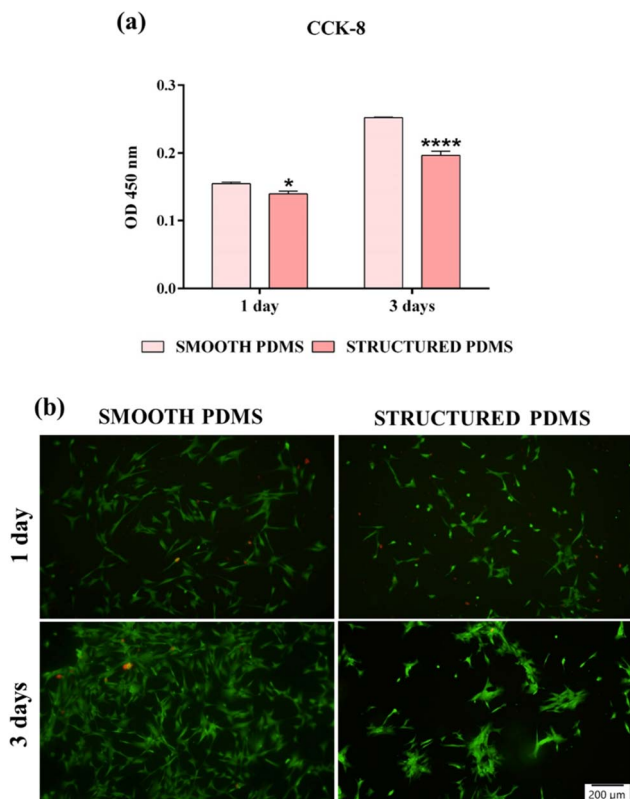 (a)
CCK-8
OD 450 nm
0.3
0.2
0.1
0.0
*
****
1 day
3 days
SMOOTH PDMS
STRUCTURED PDMS
(b)
SMOOTH PDMS
STRUCTURED PDMS
1 day
3 days
200 µm